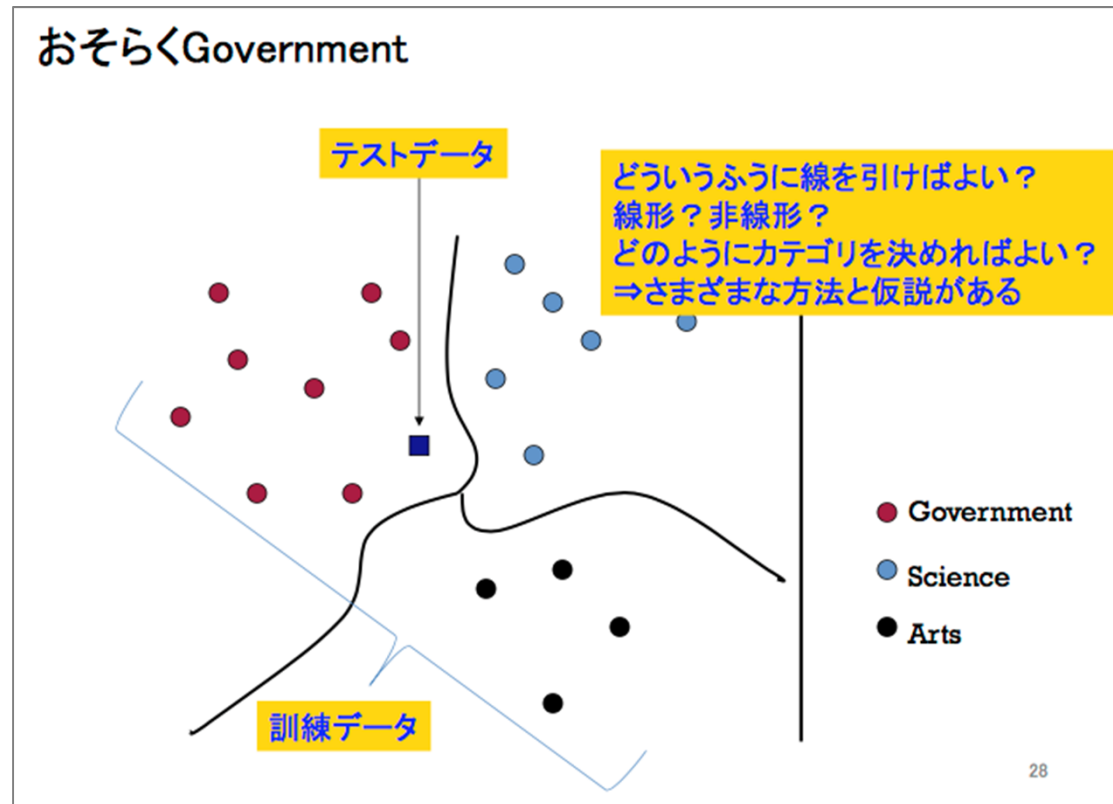 おそらくGovernment
テストデータ
どういうふうに線を引けばよい？
線形？非線形？
どのようにカテゴリを決めればよい？
⇒さまざまな方法と仮説がある
Government
Science
Arts
訓練データ
28